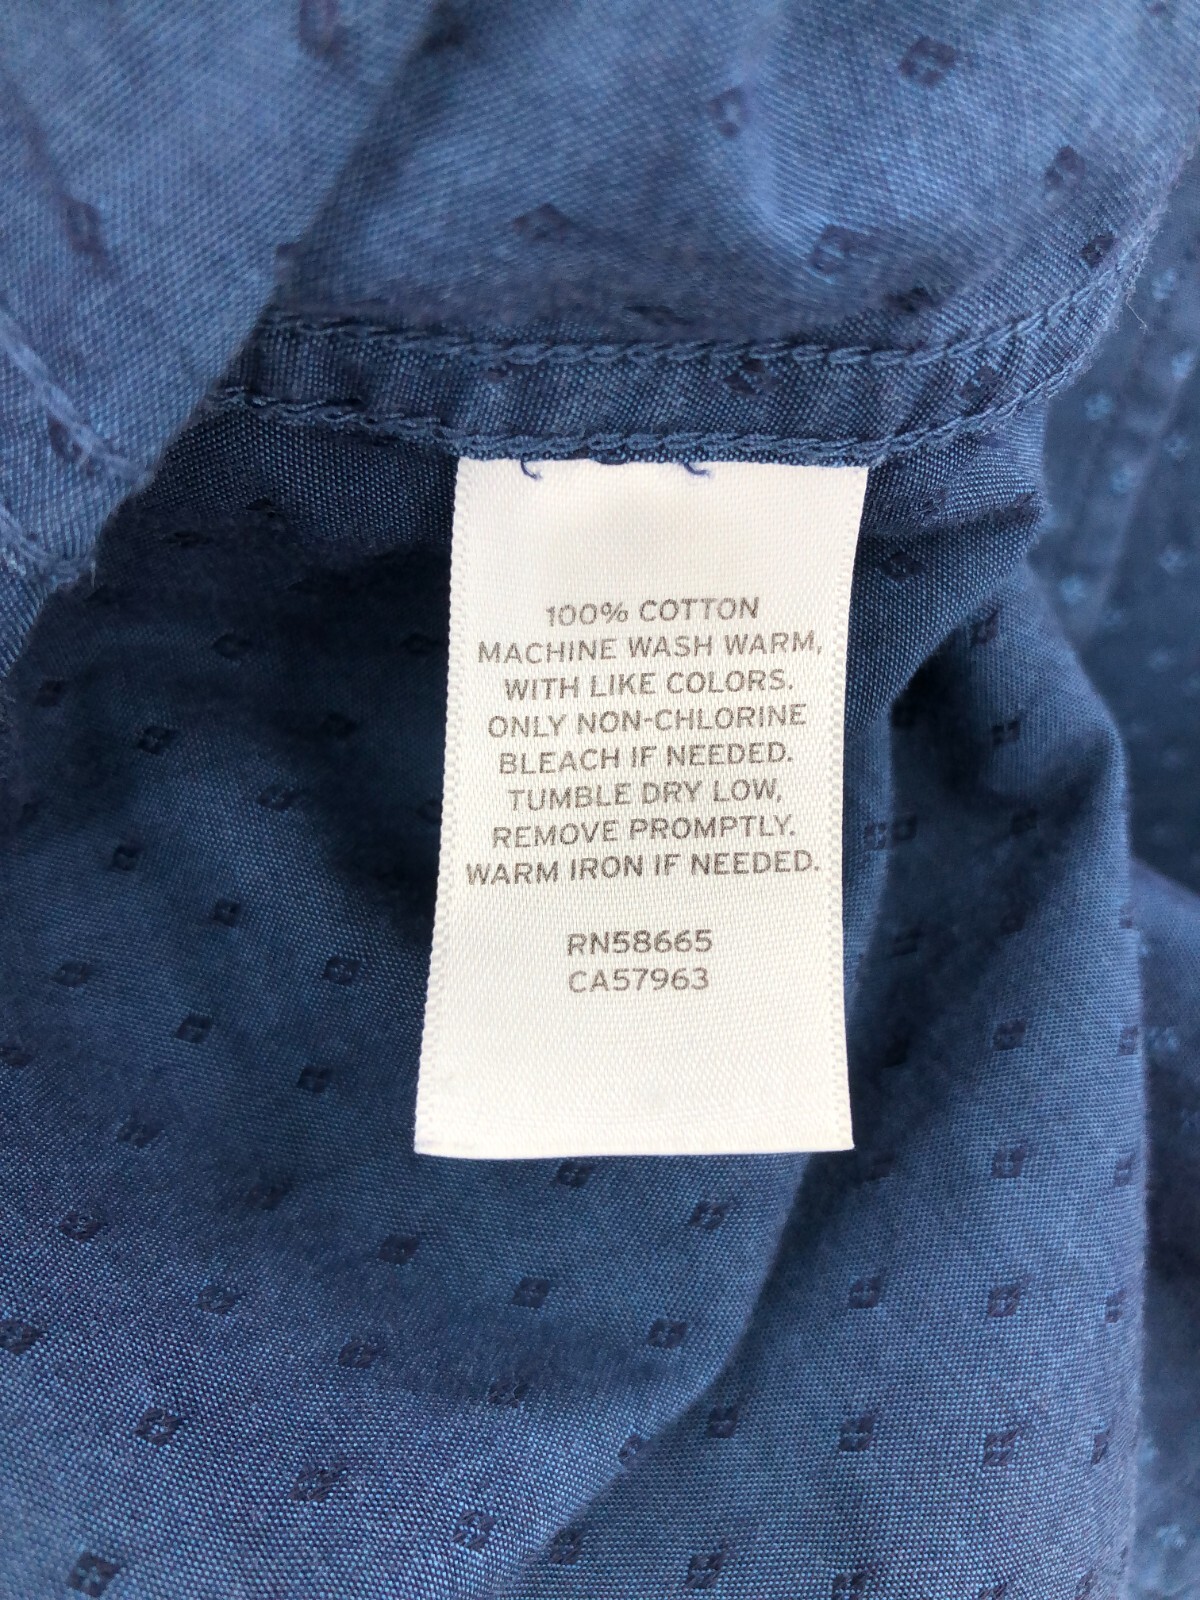 100% COTTON
MACHINE WASH WARM,
WITH LIKE COLORS.
ONLY NON-CHLORINE
BLEACH IF NEEDED.
TUMBLE DRY LOW,
REMOVE PROMPTLY.
WARM IRON IF NEEDED.
RN58665
CA57963